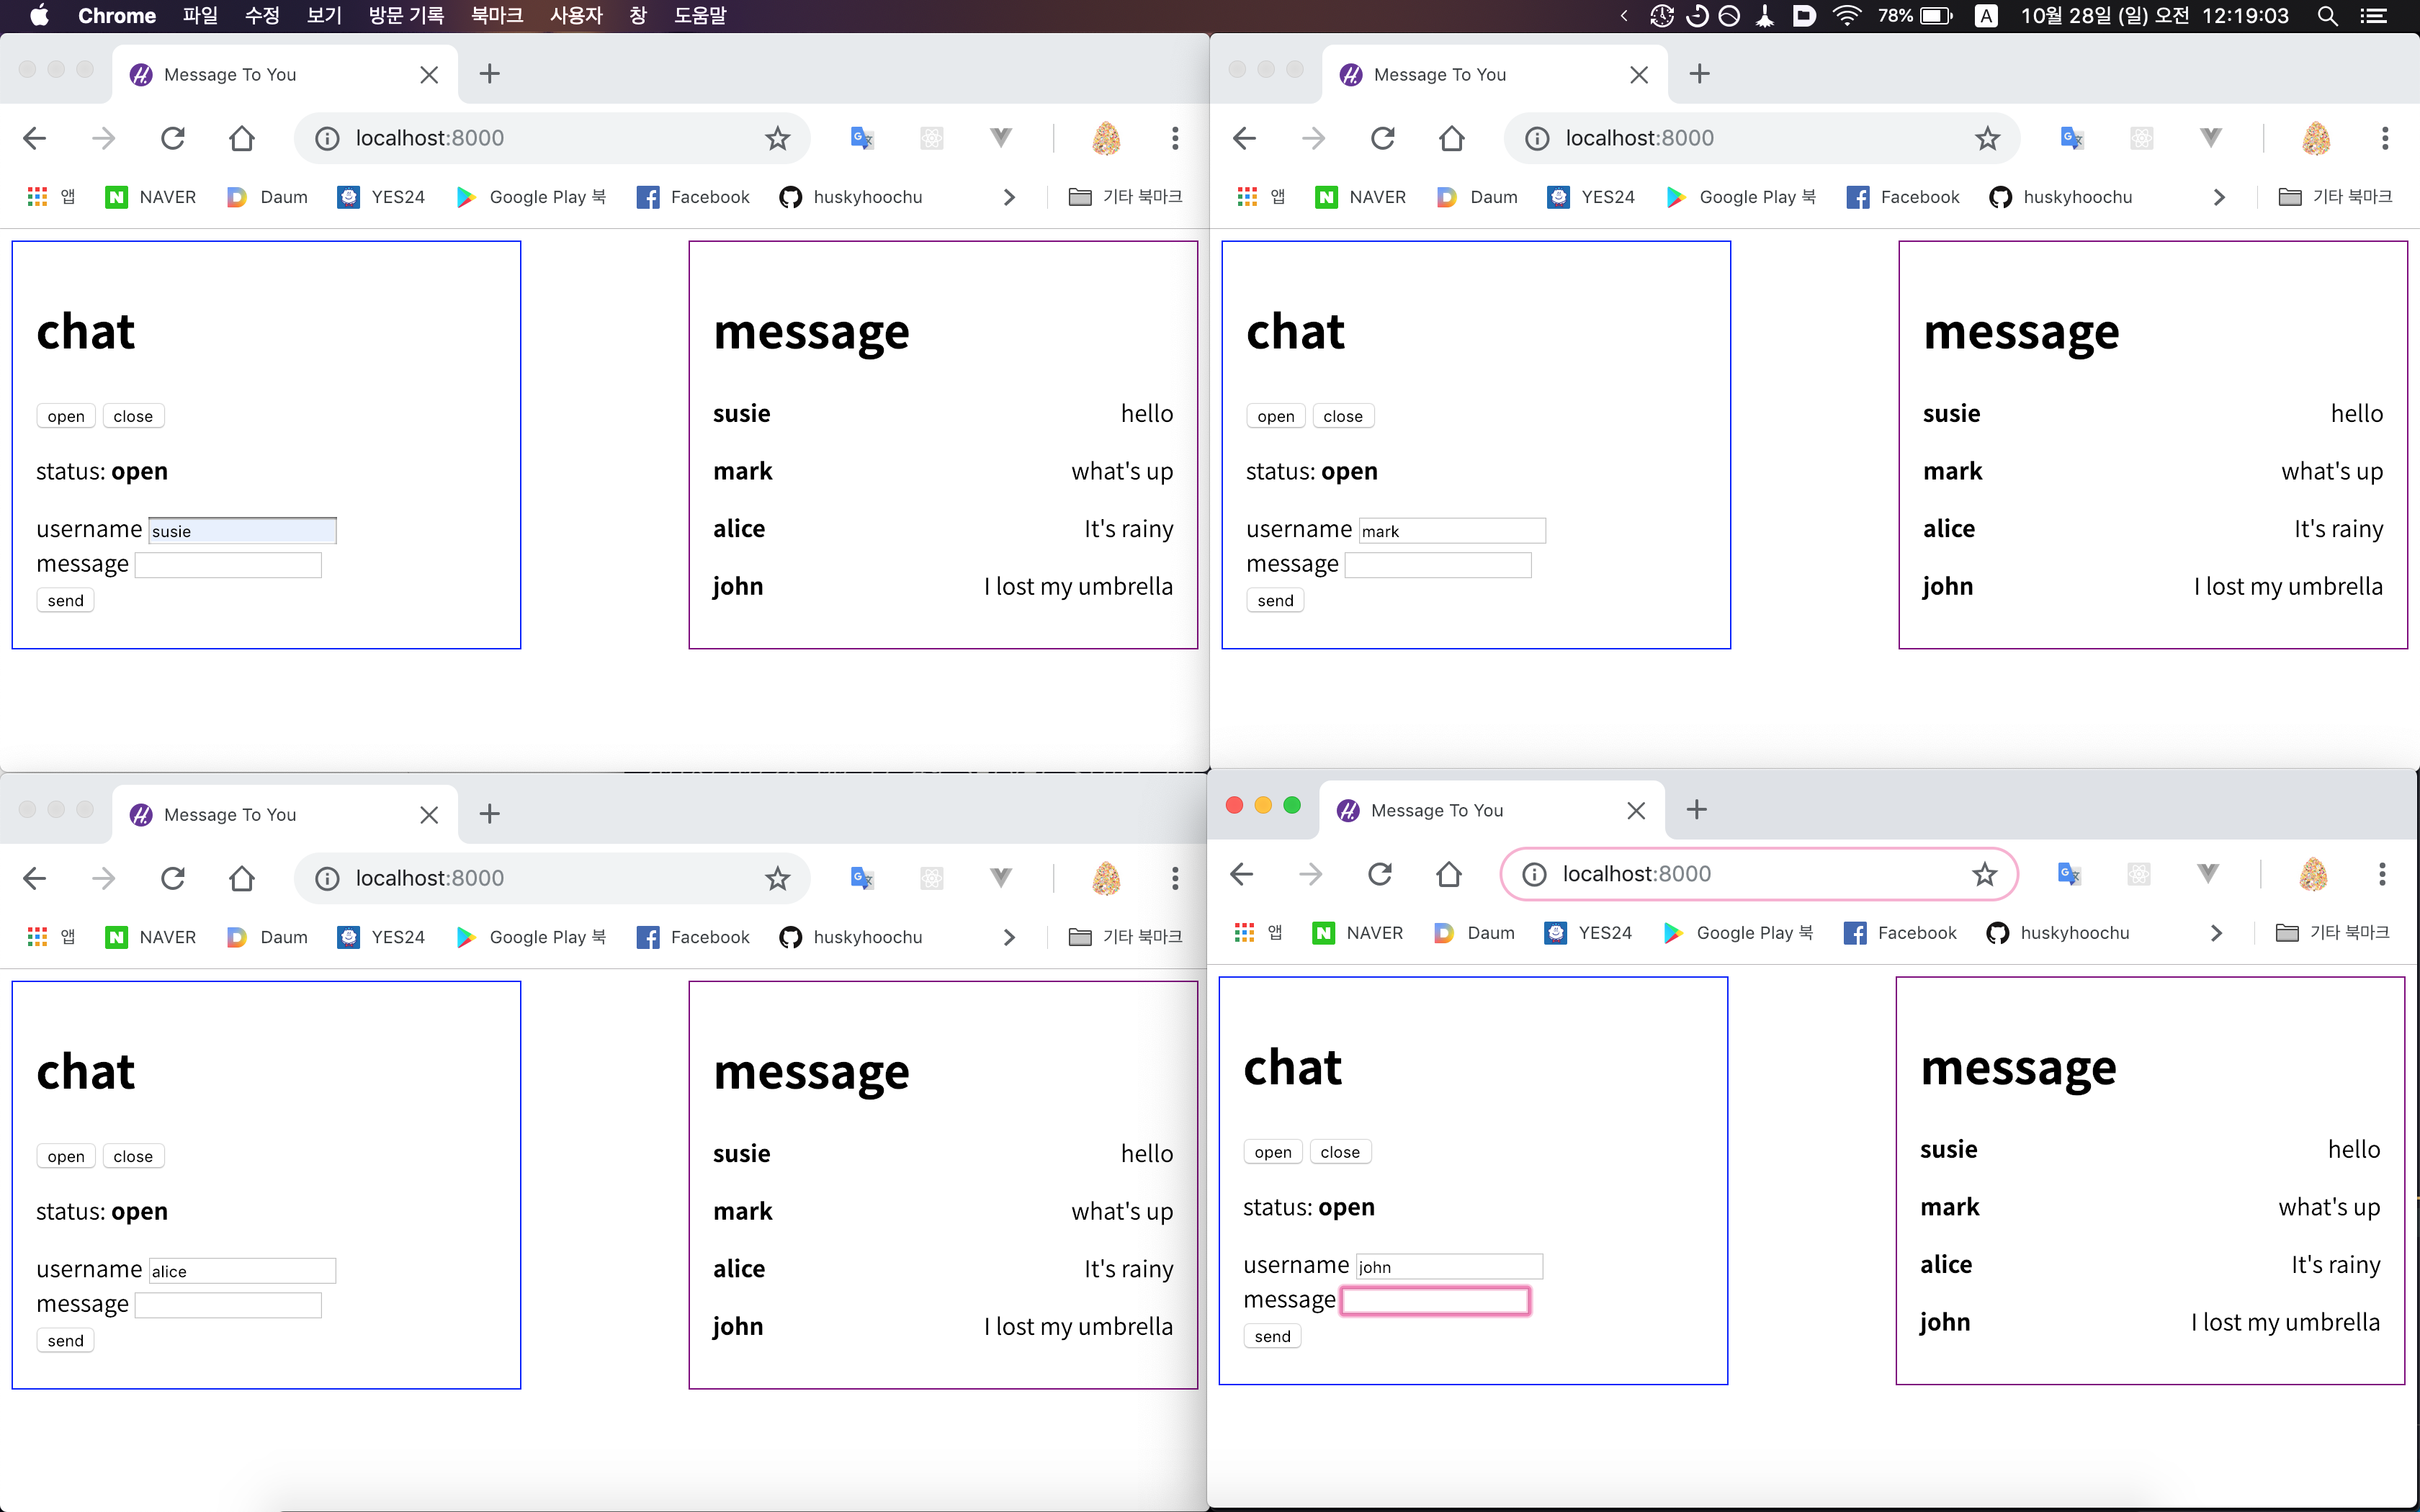 Chrome 파일 수정 보기 방문 기록 북마크 사용자 창 도움말 78% A 10월 28일 (일) 오전 12:19:03
Message To You
localhost:8000
앱 NAVER Daum YES24 Google Play 북 Facebook huskyhoochu 기타 북마크
chat
open close
status: open
username susie
message
send
message
susie hello
mark what's up
alice It's rainy
john I lost my umbrella
Message To You
localhost:8000
앱 NAVER Daum YES24 Google Play 북 Facebook huskyhoochu 기타 북마크
chat
open close
status: open
username mark
message
send
message
susie hello
mark what's up
alice It's rainy
john I lost my umbrella
Message To You
localhost:8000
앱 NAVER Daum YES24 Google Play 북 Facebook huskyhoochu 기타 북마크
chat
open close
status: open
username alice
message
send
message
susie hello
mark what's up
alice It's rainy
john I lost my umbrella
Message To You
localhost:8000
앱 NAVER Daum YES24 Google Play 북 Facebook huskyhoochu 기타 북마크
chat
open close
status: open
username john
message
send
message
susie hello
mark what's up
alice It's rainy
john I lost my umbrella